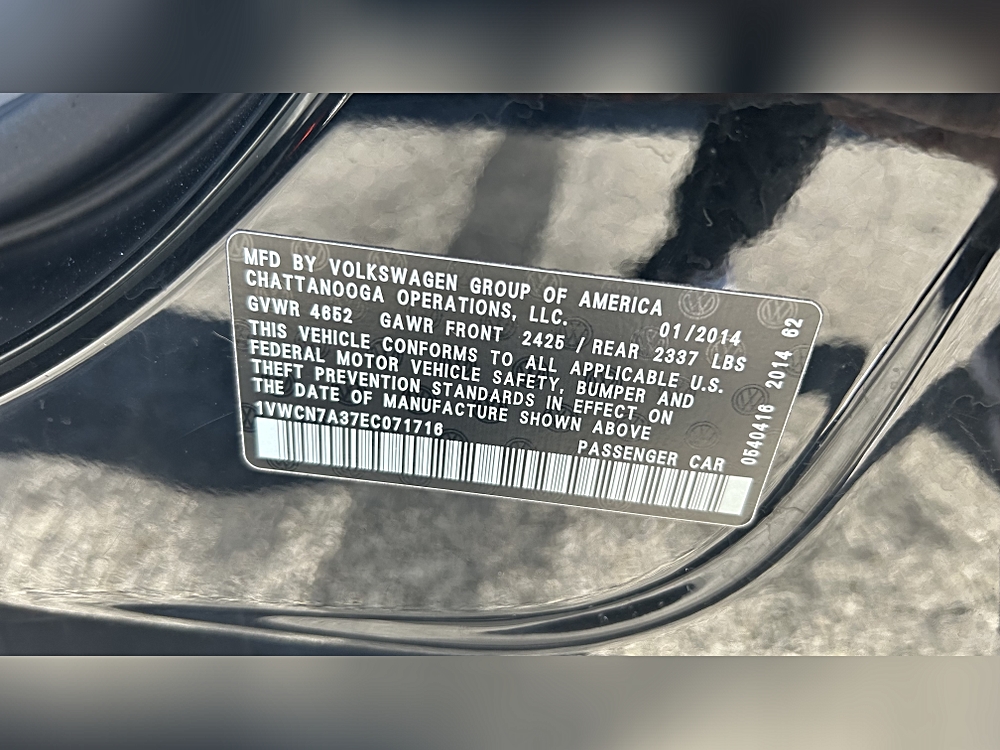 MFD BY VOLKSWAGEN GROUP OF AMERICA
CHATTANOOGA OPERATIONS, LLC.
01/2014
GVWR 4652 GAWR FRONT 2425 / REAR 2337 LBS
THIS VEHICLE CONFORMS TO ALL APPLICABLE U.S.
FEDERAL MOTOR VEHICLE SAFETY, BUMPER AND
THEFT PREVENTION STANDARDS IN EFFECT ON
THE DATE OF MANUFACTURE SHOWN ABOVE
1VWCN7A37EC071716
PASSENGER CAR
0540416 2014 62